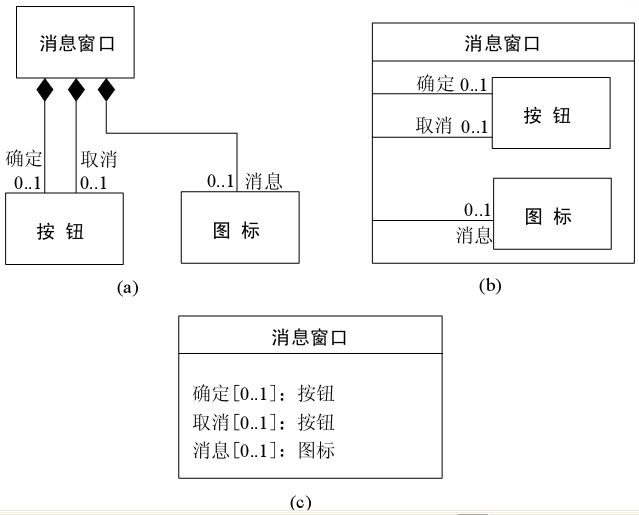 消息窗口
确定
0..1
取消
0..1
0..1 消息
按 钮
图 标
(a)
消息窗口
确定 0..1
取消 0..1
按 钮
0..1
消息
图 标
(b)
消息窗口
确定[0..1]：按钮
取消[0..1]：按钮
消息[0..1]：图标
(c)